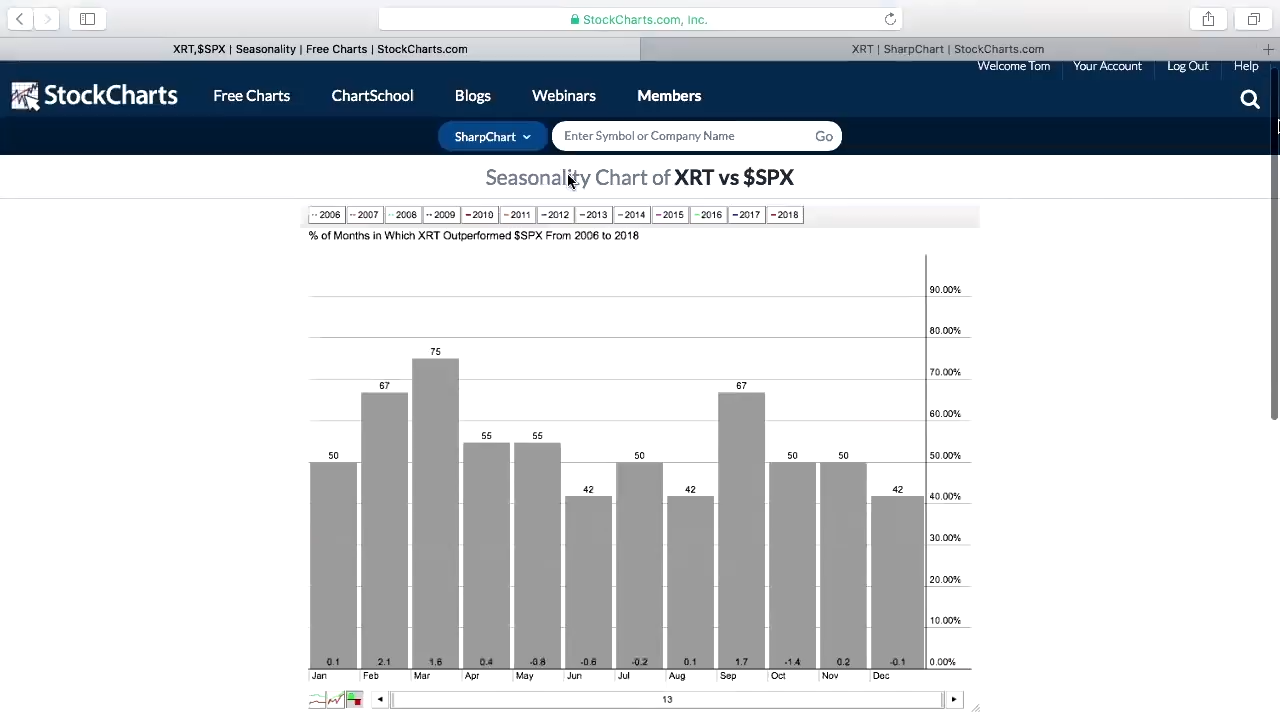 StockCharts.com, Inc.
XRT,$SPX | Seasonality | Free Charts | StockCharts.com
XRT | SharpChart | StockCharts.com
Welcome Tom
Your Account
Log Out
Help
StockCharts
Free Charts
ChartSchool
Blogs
Webinars
Members
SharpChart
Enter Symbol or Company Name
Go
Seasonality Chart of XRT vs $SPX
2006 2007 2008 2009 2010 2011 2012 2013 2014 2015 2016 2017 2018
% of Months in Which XRT Outperformed $SPX From 2006 to 2018
90.00%
80.00%
70.00%
60.00%
50.00%
40.00%
30.00%
20.00%
10.00%
0.00%
50 67 75 55 55 42 50 42 67 50 50 42
0.1 2.1 1.6 0.4 -0.8 -0.6 -0.2 0.1 1.7 -1.4 0.2 -0.1
Jan Feb Mar Apr May Jun Jul Aug Sep Oct Nov Dec
13